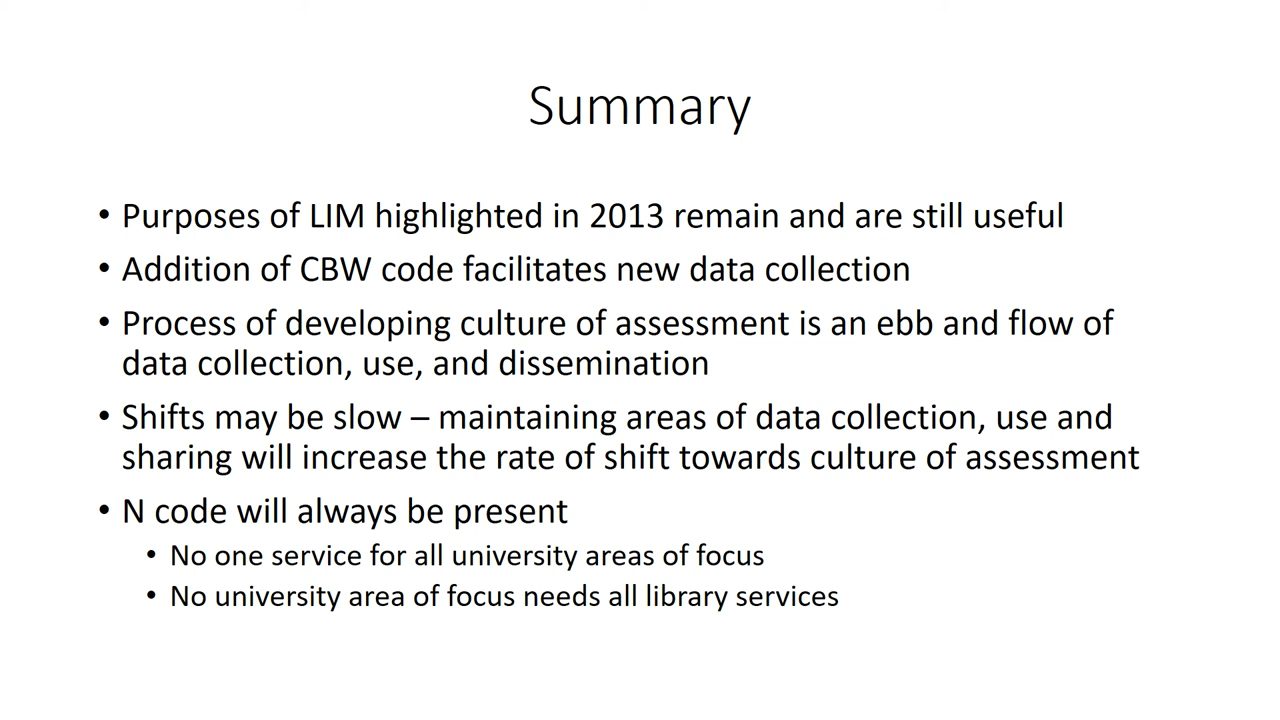 Summary
• Purposes of LIM highlighted in 2013 remain and are still useful
• Addition of CBW code facilitates new data collection
• Process of developing culture of assessment is an ebb and flow of
data collection, use, and dissemination
• Shifts may be slow – maintaining areas of data collection, use and
sharing will increase the rate of shift towards culture of assessment
• N code will always be present
• No one service for all university areas of focus
• No university area of focus needs all library services